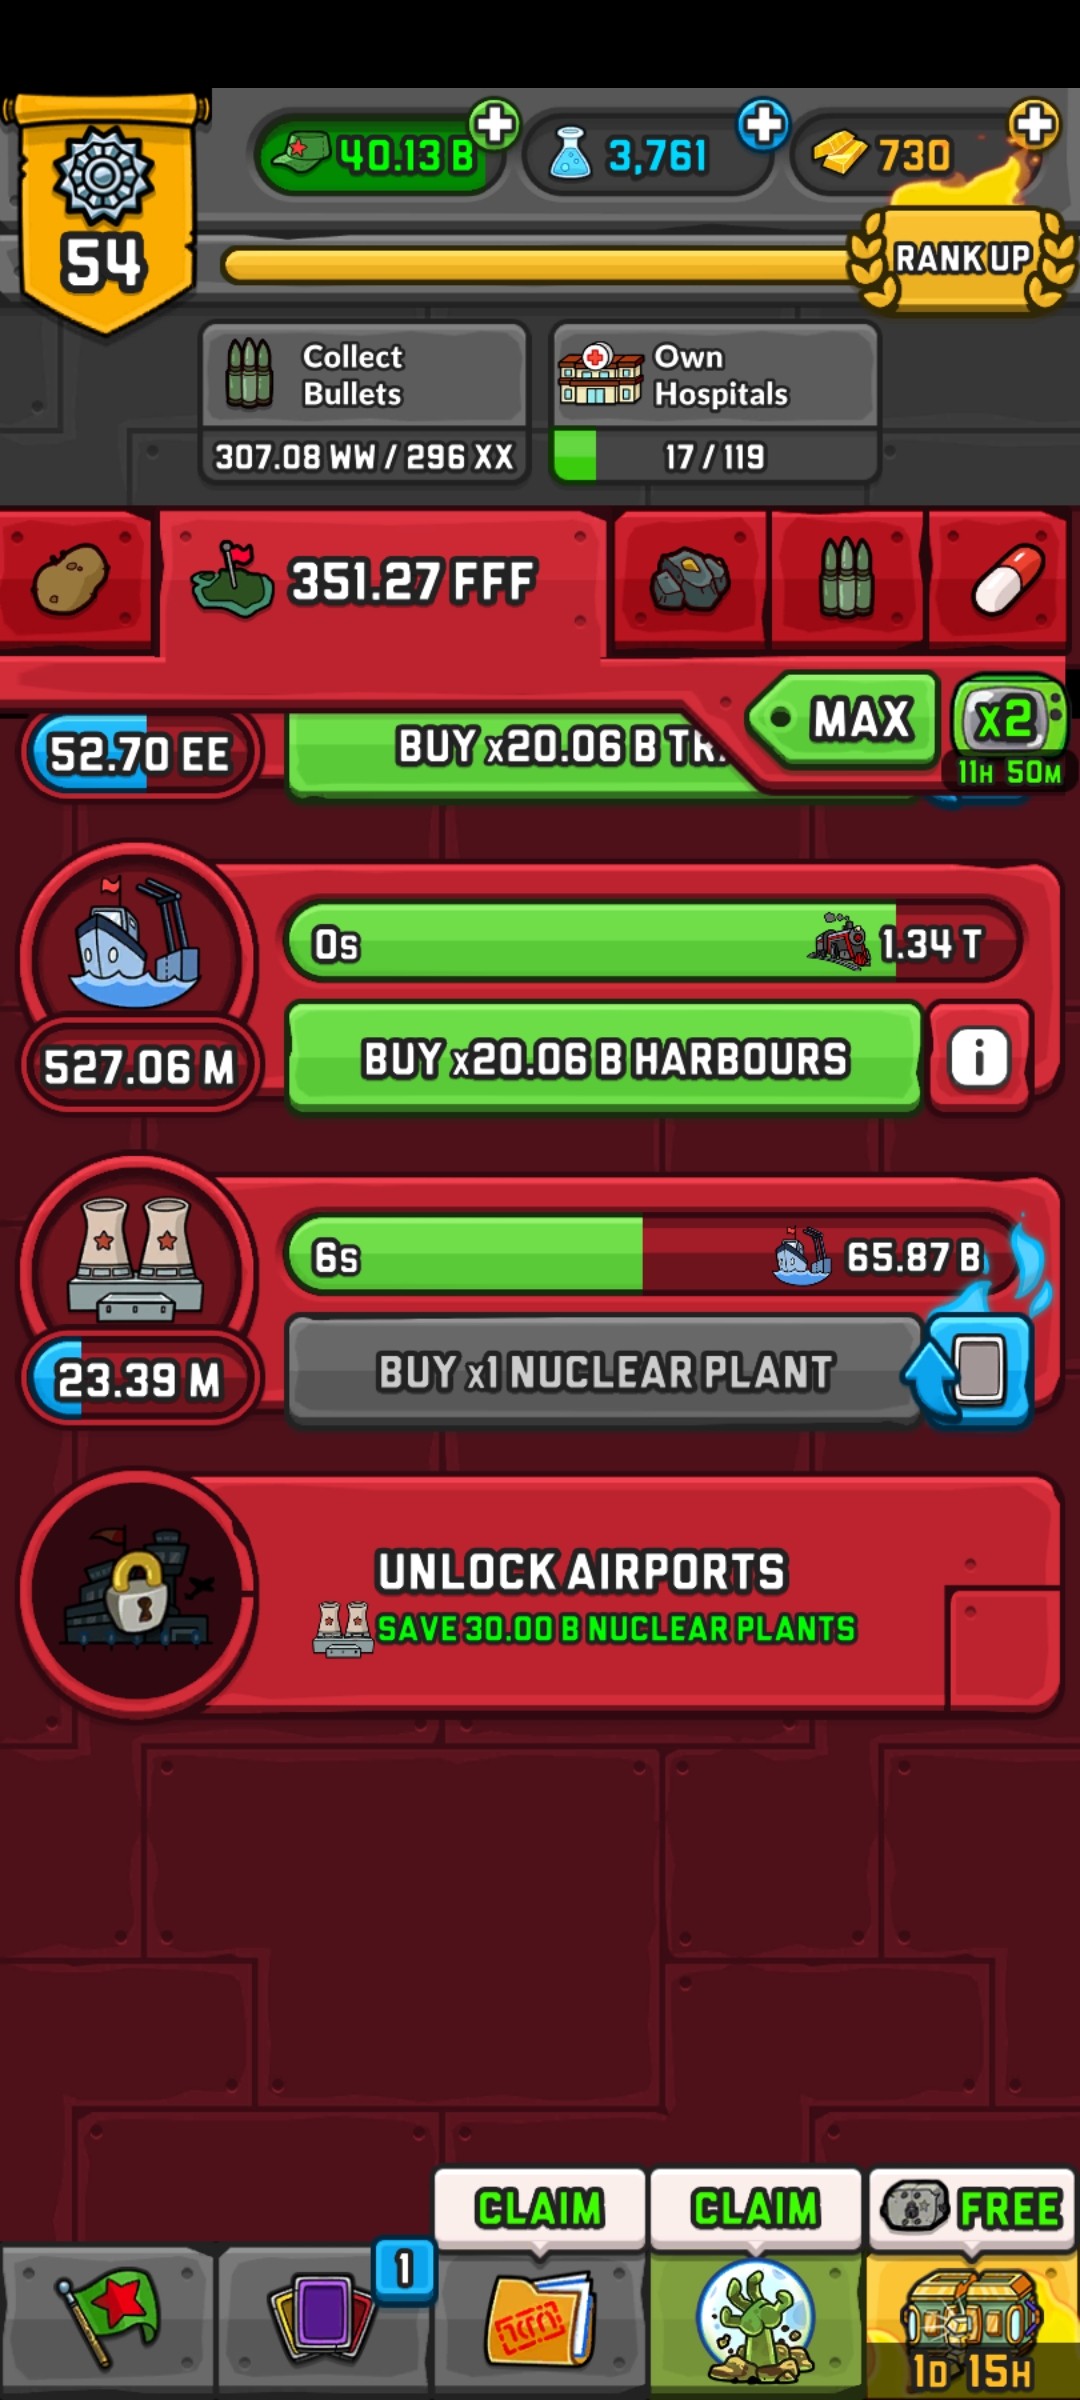 40.13 B
3,761
730
54
RANK UP
Collect
Bullets
307.08 WW / 296 XX
Own
Hospitals
17 / 119
351.27 FFF
MAX
x2
11H 50M
52.70 EE
BUY x20.06 B
0s
1.34 T
527.06 M
BUY x20.06 B HARBOURS
i
6s
65.87 B
23.39 M
BUY x1 NUCLEAR PLANT
UNLOCK AIRPORTS
SAVE 30.00 B NUCLEAR PLANTS
CLAIM
CLAIM
FREE
1
1D 15H